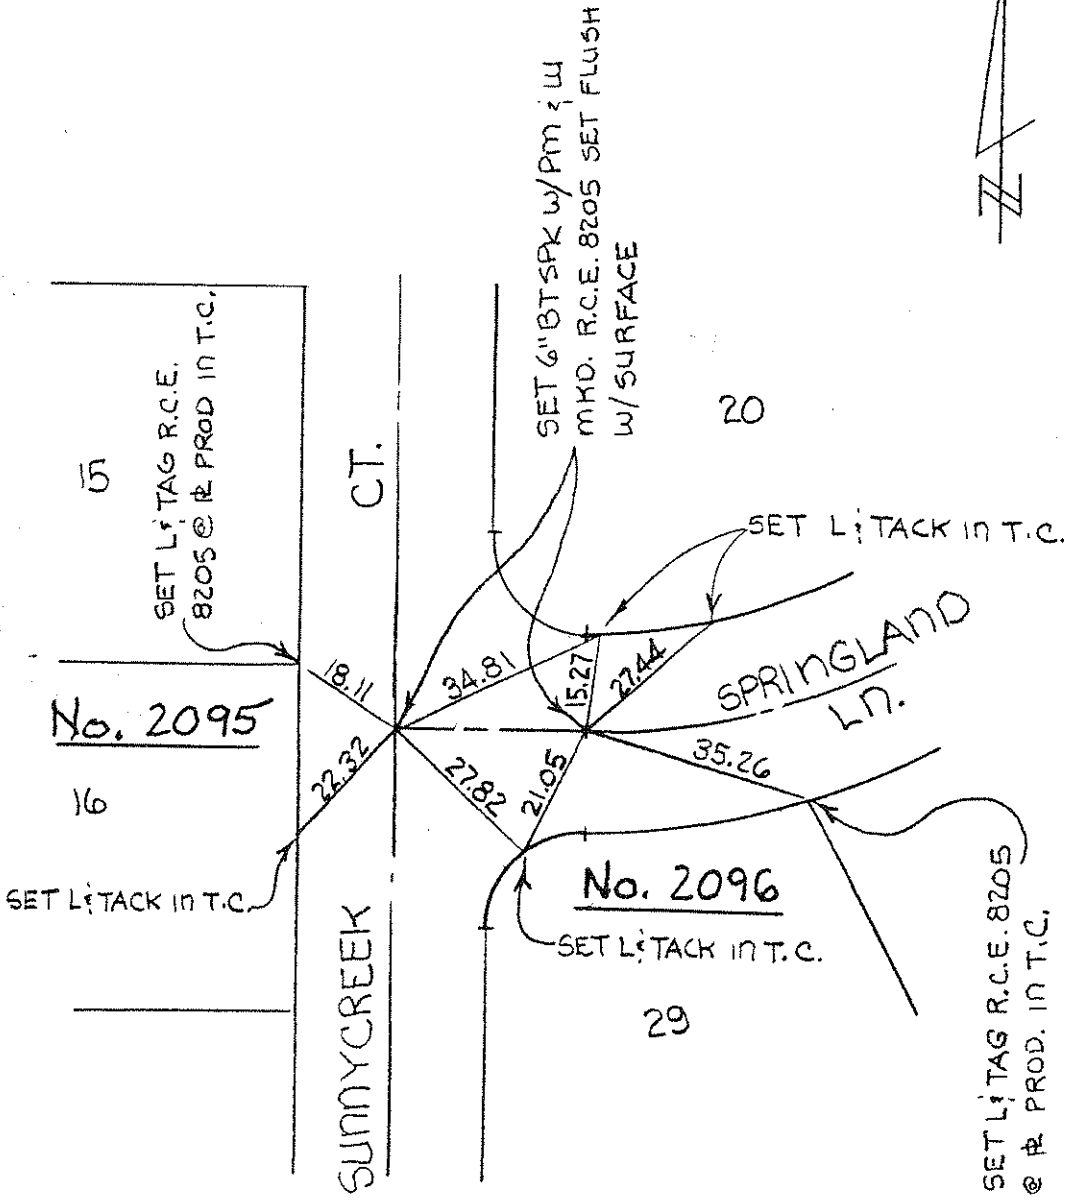 SET 6" BT SPK W/PM & W
MKD. R.C.E. 8205 SET FLUSH
W/ SURFACE
N
15
SET L & TAG R.C.E.
8205 @ PL PROD IN T.C.
CT.
20
SET L & TACK IN T.C.
18.11
34.81
15.27
27.44
SPRINGLAND
LN.
No. 2095
22.32
27.82
21.05
35.26
16
SET L & TACK IN T.C.
No. 2096
SET L & TACK IN T.C.
SUNNYCREEK
29
SET L & TAG R.C.E. 8205
@ PL PROD. IN T.C.